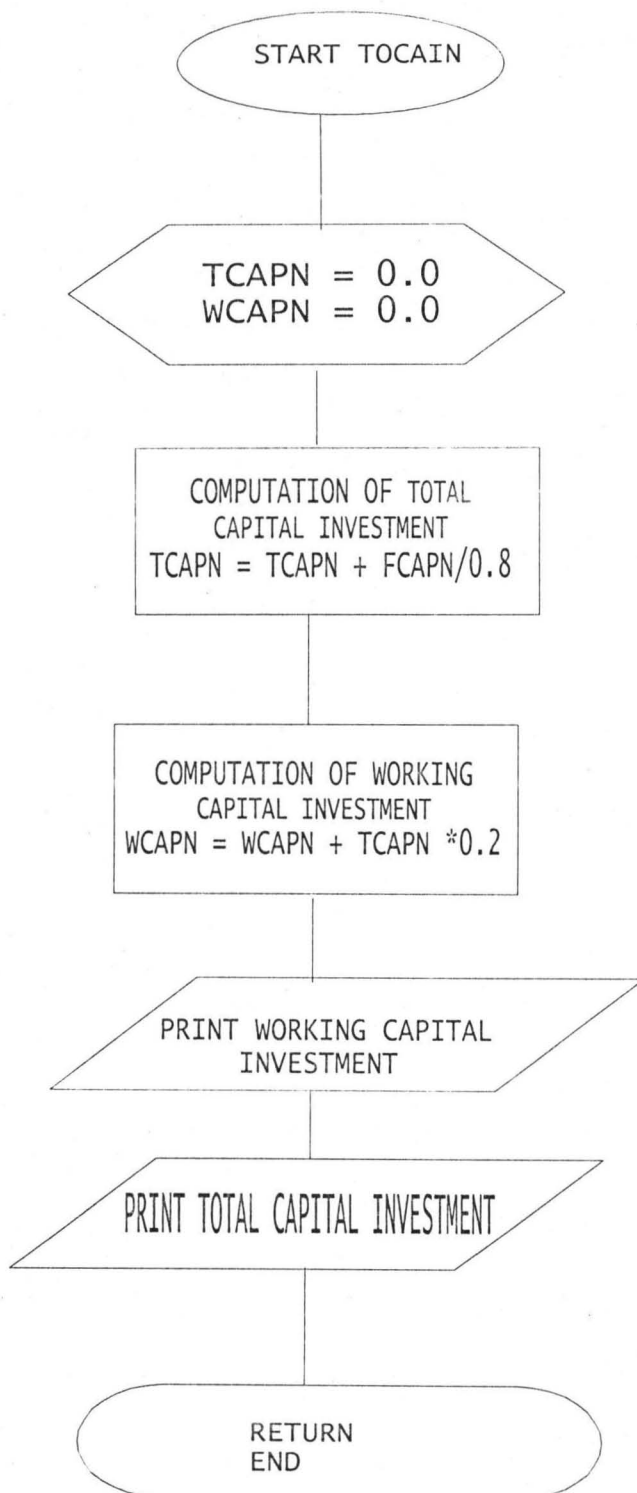 START TOCAIN
TCAPN = 0.0
WCAPN = 0.0
COMPUTATION OF TOTAL
CAPITAL INVESTMENT
TCAPN = TCAPN + FCAPN/0.8
COMPUTATION OF WORKING
CAPITAL INVESTMENT
WCAPN = WCAPN + TCAPN *0.2
PRINT WORKING CAPITAL
INVESTMENT
PRINT TOTAL CAPITAL INVESTMENT
RETURN
END